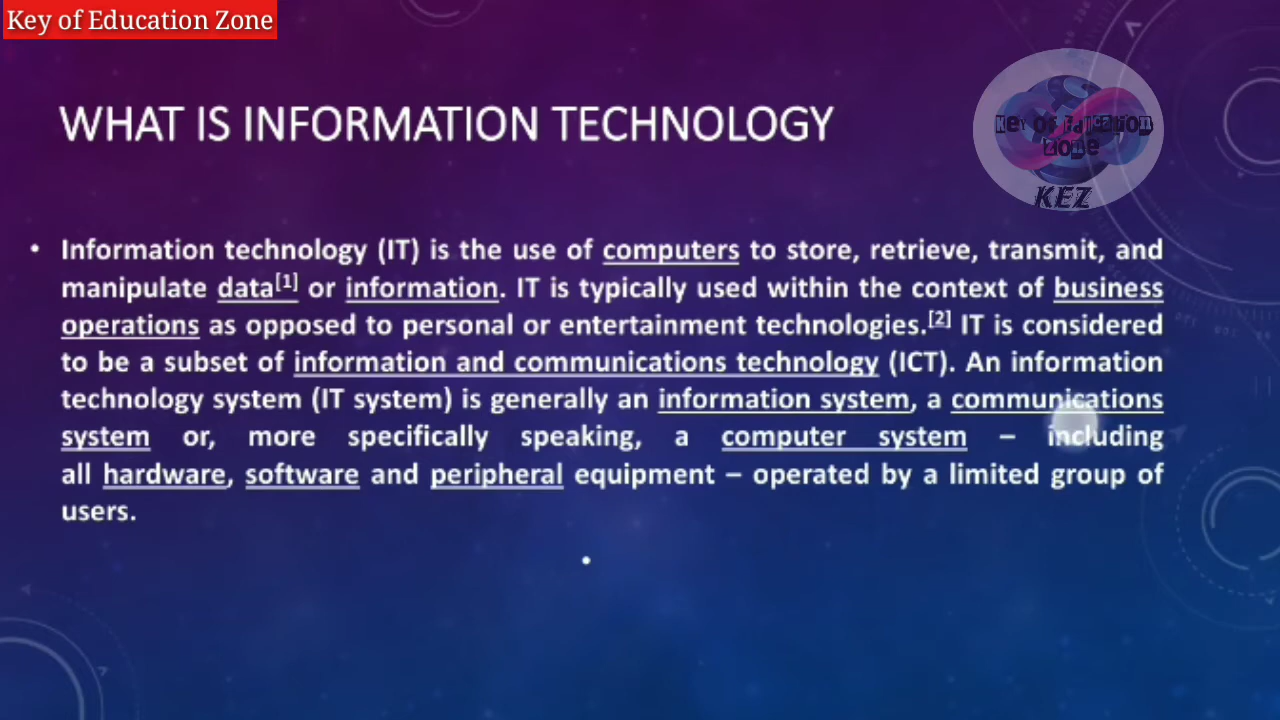 Key of Education Zone
WHAT IS INFORMATION TECHNOLOGY
Key of Education
Zone
KEZ
• Information technology (IT) is the use of computers to store, retrieve, transmit, and
manipulate data[1] or information. IT is typically used within the context of business
operations as opposed to personal or entertainment technologies.[2] IT is considered
to be a subset of information and communications technology (ICT). An information
technology system (IT system) is generally an information system, a communications
system or, more specifically speaking, a computer system – including
all hardware, software and peripheral equipment – operated by a limited group of
users.